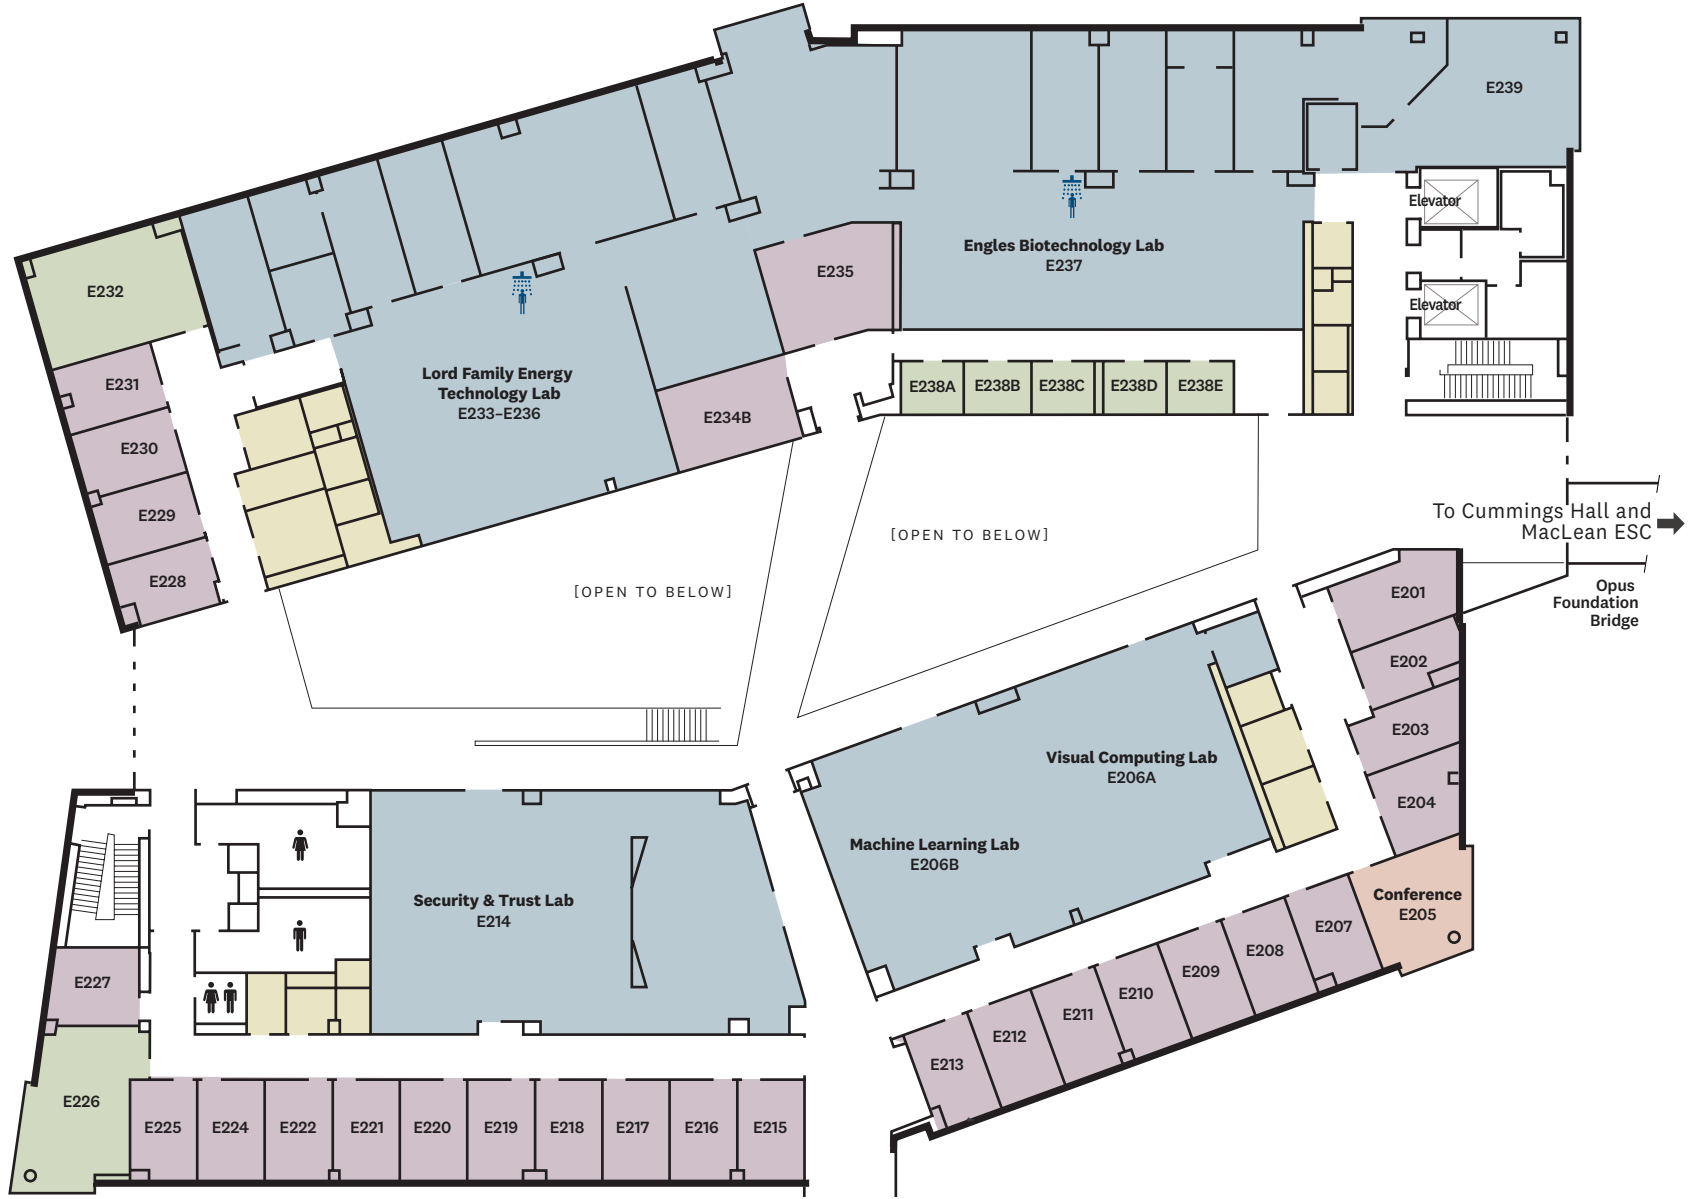 E239
Elevator
Engles Biotechnology Lab
E237
E235
E232
Elevator
Lord Family Energy
Technology Lab
E233–E236
E231
E238A E238B E238C E238D E238E
E234B
E230
E229
E228
[OPEN TO BELOW]
[OPEN TO BELOW]
To Cummings Hall and
MacLean ESC
Opus
Foundation
Bridge
E201
E202
E203
E204
Visual Computing Lab
E206A
Machine Learning Lab
E206B
Conference
E205
Security & Trust Lab
E214
E207
E208
E209
E210
E211
E212
E213
E227
E226
E225 E224 E222 E221 E220 E219 E218 E217 E216 E215